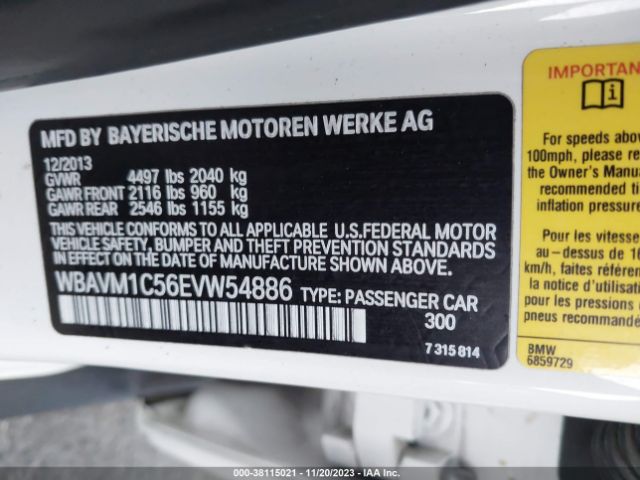 MFD BY BAYERISCHE MOTOREN WERKE AG
12/2013
GVWR 4497 lbs 2040 kg
GAWR FRONT 2116 lbs 960 kg
GAWR REAR 2546 lbs 1155 kg
THIS VEHICLE CONFORMS TO ALL APPLICABLE U.S.FEDERAL MOTOR
VEHICLE SAFETY, BUMPER AND THEFT PREVENTION STANDARDS
IN EFFECT ON THE DATE OF MANUFACTURE SHOWN ABOVE.
WBAVM1C56EVW54886 TYPE: PASSENGER CAR
300
7 315 814
IMPORTAN
For speeds above
100mph, please re
the Owner's Manua
recommended ti
inflation pressure
Pour les vitesse
au-dessus de 16
km/h, faites référen
pour les pressions
pneus recommandé
BMW
6859729
000-38115021 - 11/20/2023 - IAA Inc.